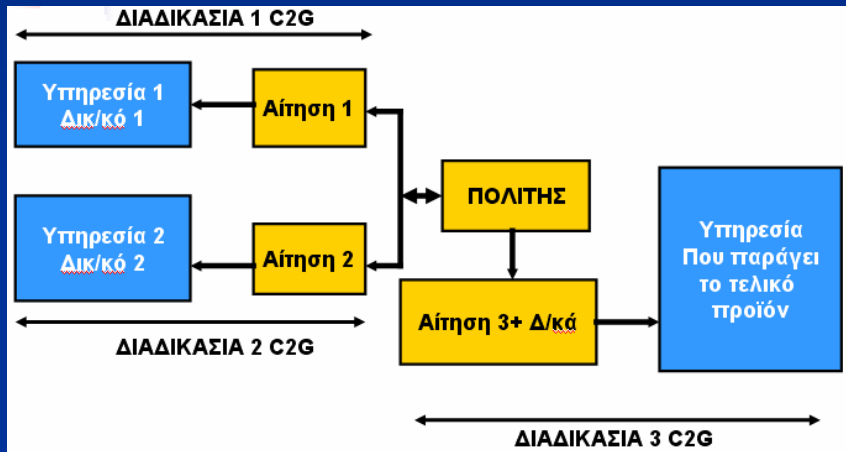 ΔΙΑΔΙΚΑΣΙΑ 1 C2G
Υπηρεσία 1
Δικ/κό 1
Αίτηση 1
ΠΟΛΙΤΗΣ
Υπηρεσία 2
Δικ/κό 2
Αίτηση 2
Υπηρεσία
Που παράγει
το τελικό
προϊόν
Αίτηση 3+ Δ/κά
ΔΙΑΔΙΚΑΣΙΑ 2 C2G
ΔΙΑΔΙΚΑΣΙΑ 3 C2G